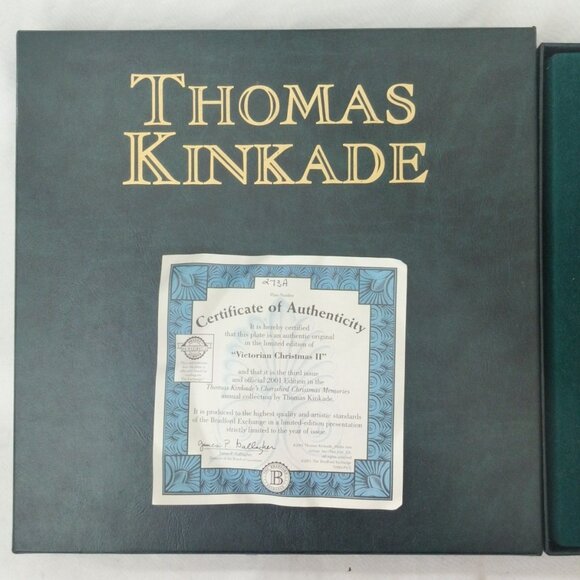 THOMAS
KINKADE
273A
Plate Number
Certificate of Authenticity
It is hereby certified
that this plate is an authentic original
in the limited edition of
"Victorian Christmas II"
and that it is the third issue
and official 2001 Edition in the
Thomas Kinkade's Cherished Christmas Memories
annual collection by Thomas Kinkade.
It is produced to the highest quality and artistic standards
of the Bradford Exchange in a limited-edition presentation
strictly limited to the year of issue.
B